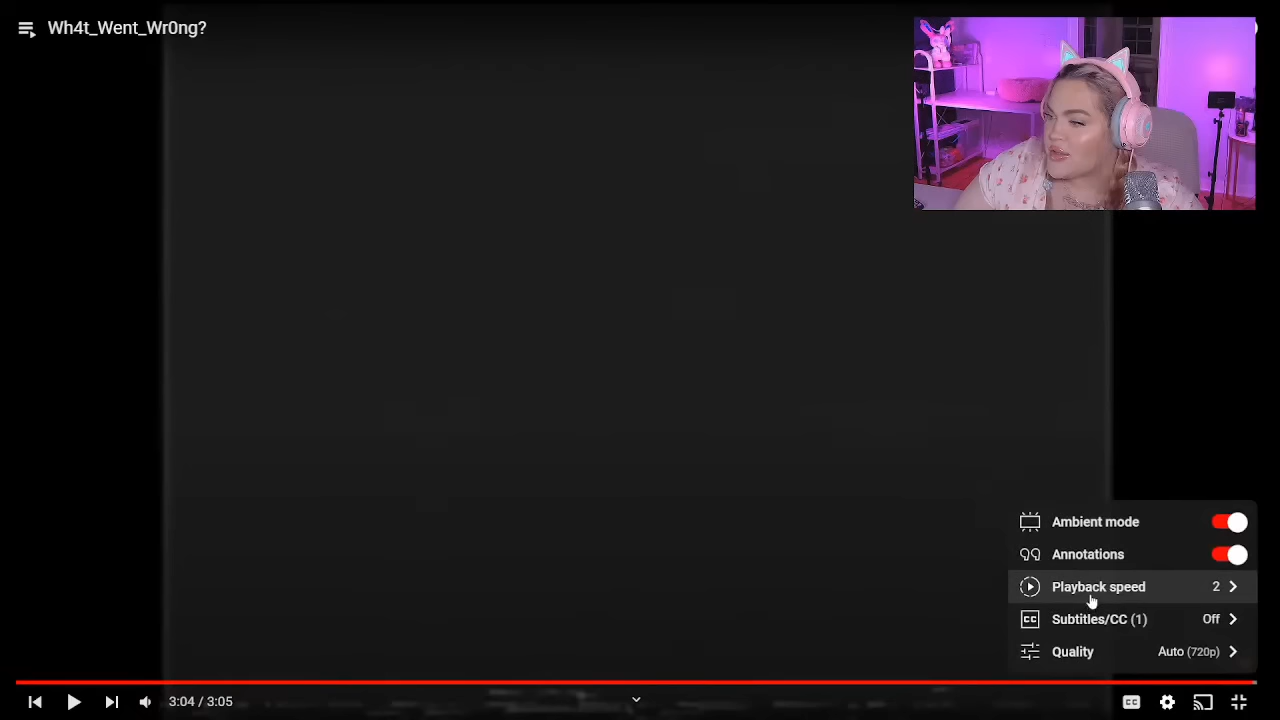 Wh4t_Went_Wr0ng?
Ambient mode
Annotations
Playback speed 2
Subtitles/CC (1) Off
Quality Auto (720p)
3:04 / 3:05